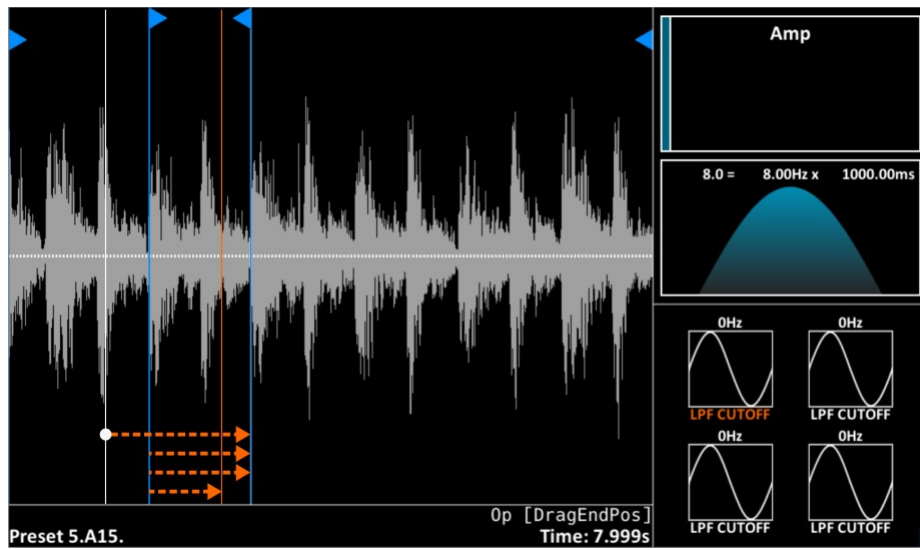 Amp
8.0 = 8.00Hz x 1000.00ms
0Hz 0Hz
LPF CUTOFF LPF CUTOFF
0Hz 0Hz
LPF CUTOFF LPF CUTOFF
Op [DragEndPos]
Preset 5.A15. Time: 7.999s